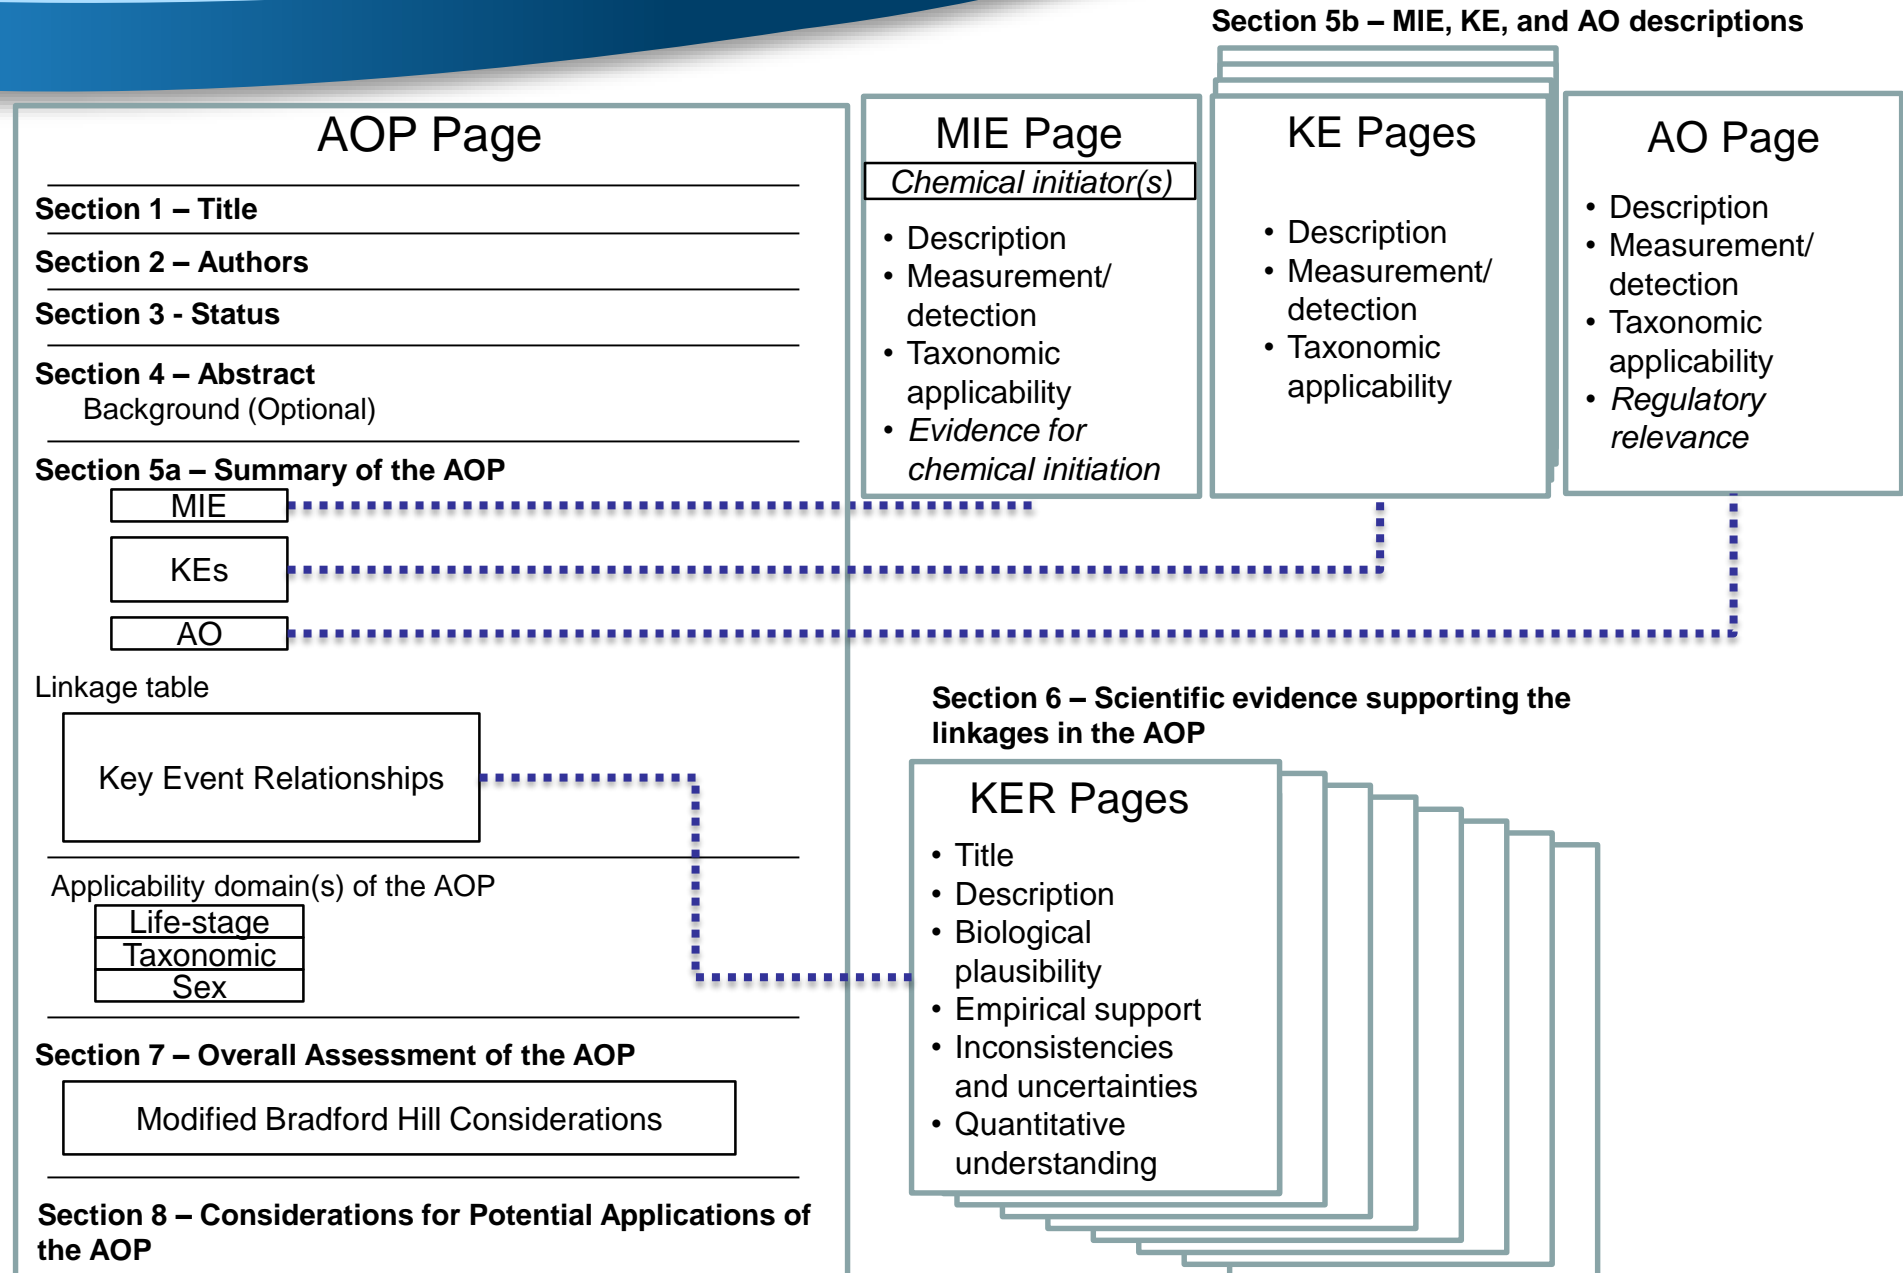 Section 5b – MIE, KE, and AO descriptions
AOP Page
Section 1 – Title
Section 2 – Authors
Section 3 - Status
Section 4 – Abstract
Background (Optional)
Section 5a – Summary of the AOP
MIE
KEs
AO
Linkage table
Key Event Relationships
Applicability domain(s) of the AOP
Life-stage
Taxonomic
Sex
Section 7 – Overall Assessment of the AOP
Modified Bradford Hill Considerations
Section 8 – Considerations for Potential Applications of
the AOP
MIE Page
Chemical initiator(s)
• Description
• Measurement/
detection
• Taxonomic
applicability
• Evidence for
chemical initiation
KE Pages
• Description
• Measurement/
detection
• Taxonomic
applicability
AO Page
• Description
• Measurement/
detection
• Taxonomic
applicability
• Regulatory
relevance
Section 6 – Scientific evidence supporting the
linkages in the AOP
KER Pages
• Title
• Description
• Biological
plausibility
• Empirical support
• Inconsistencies
and uncertainties
• Quantitative
understanding